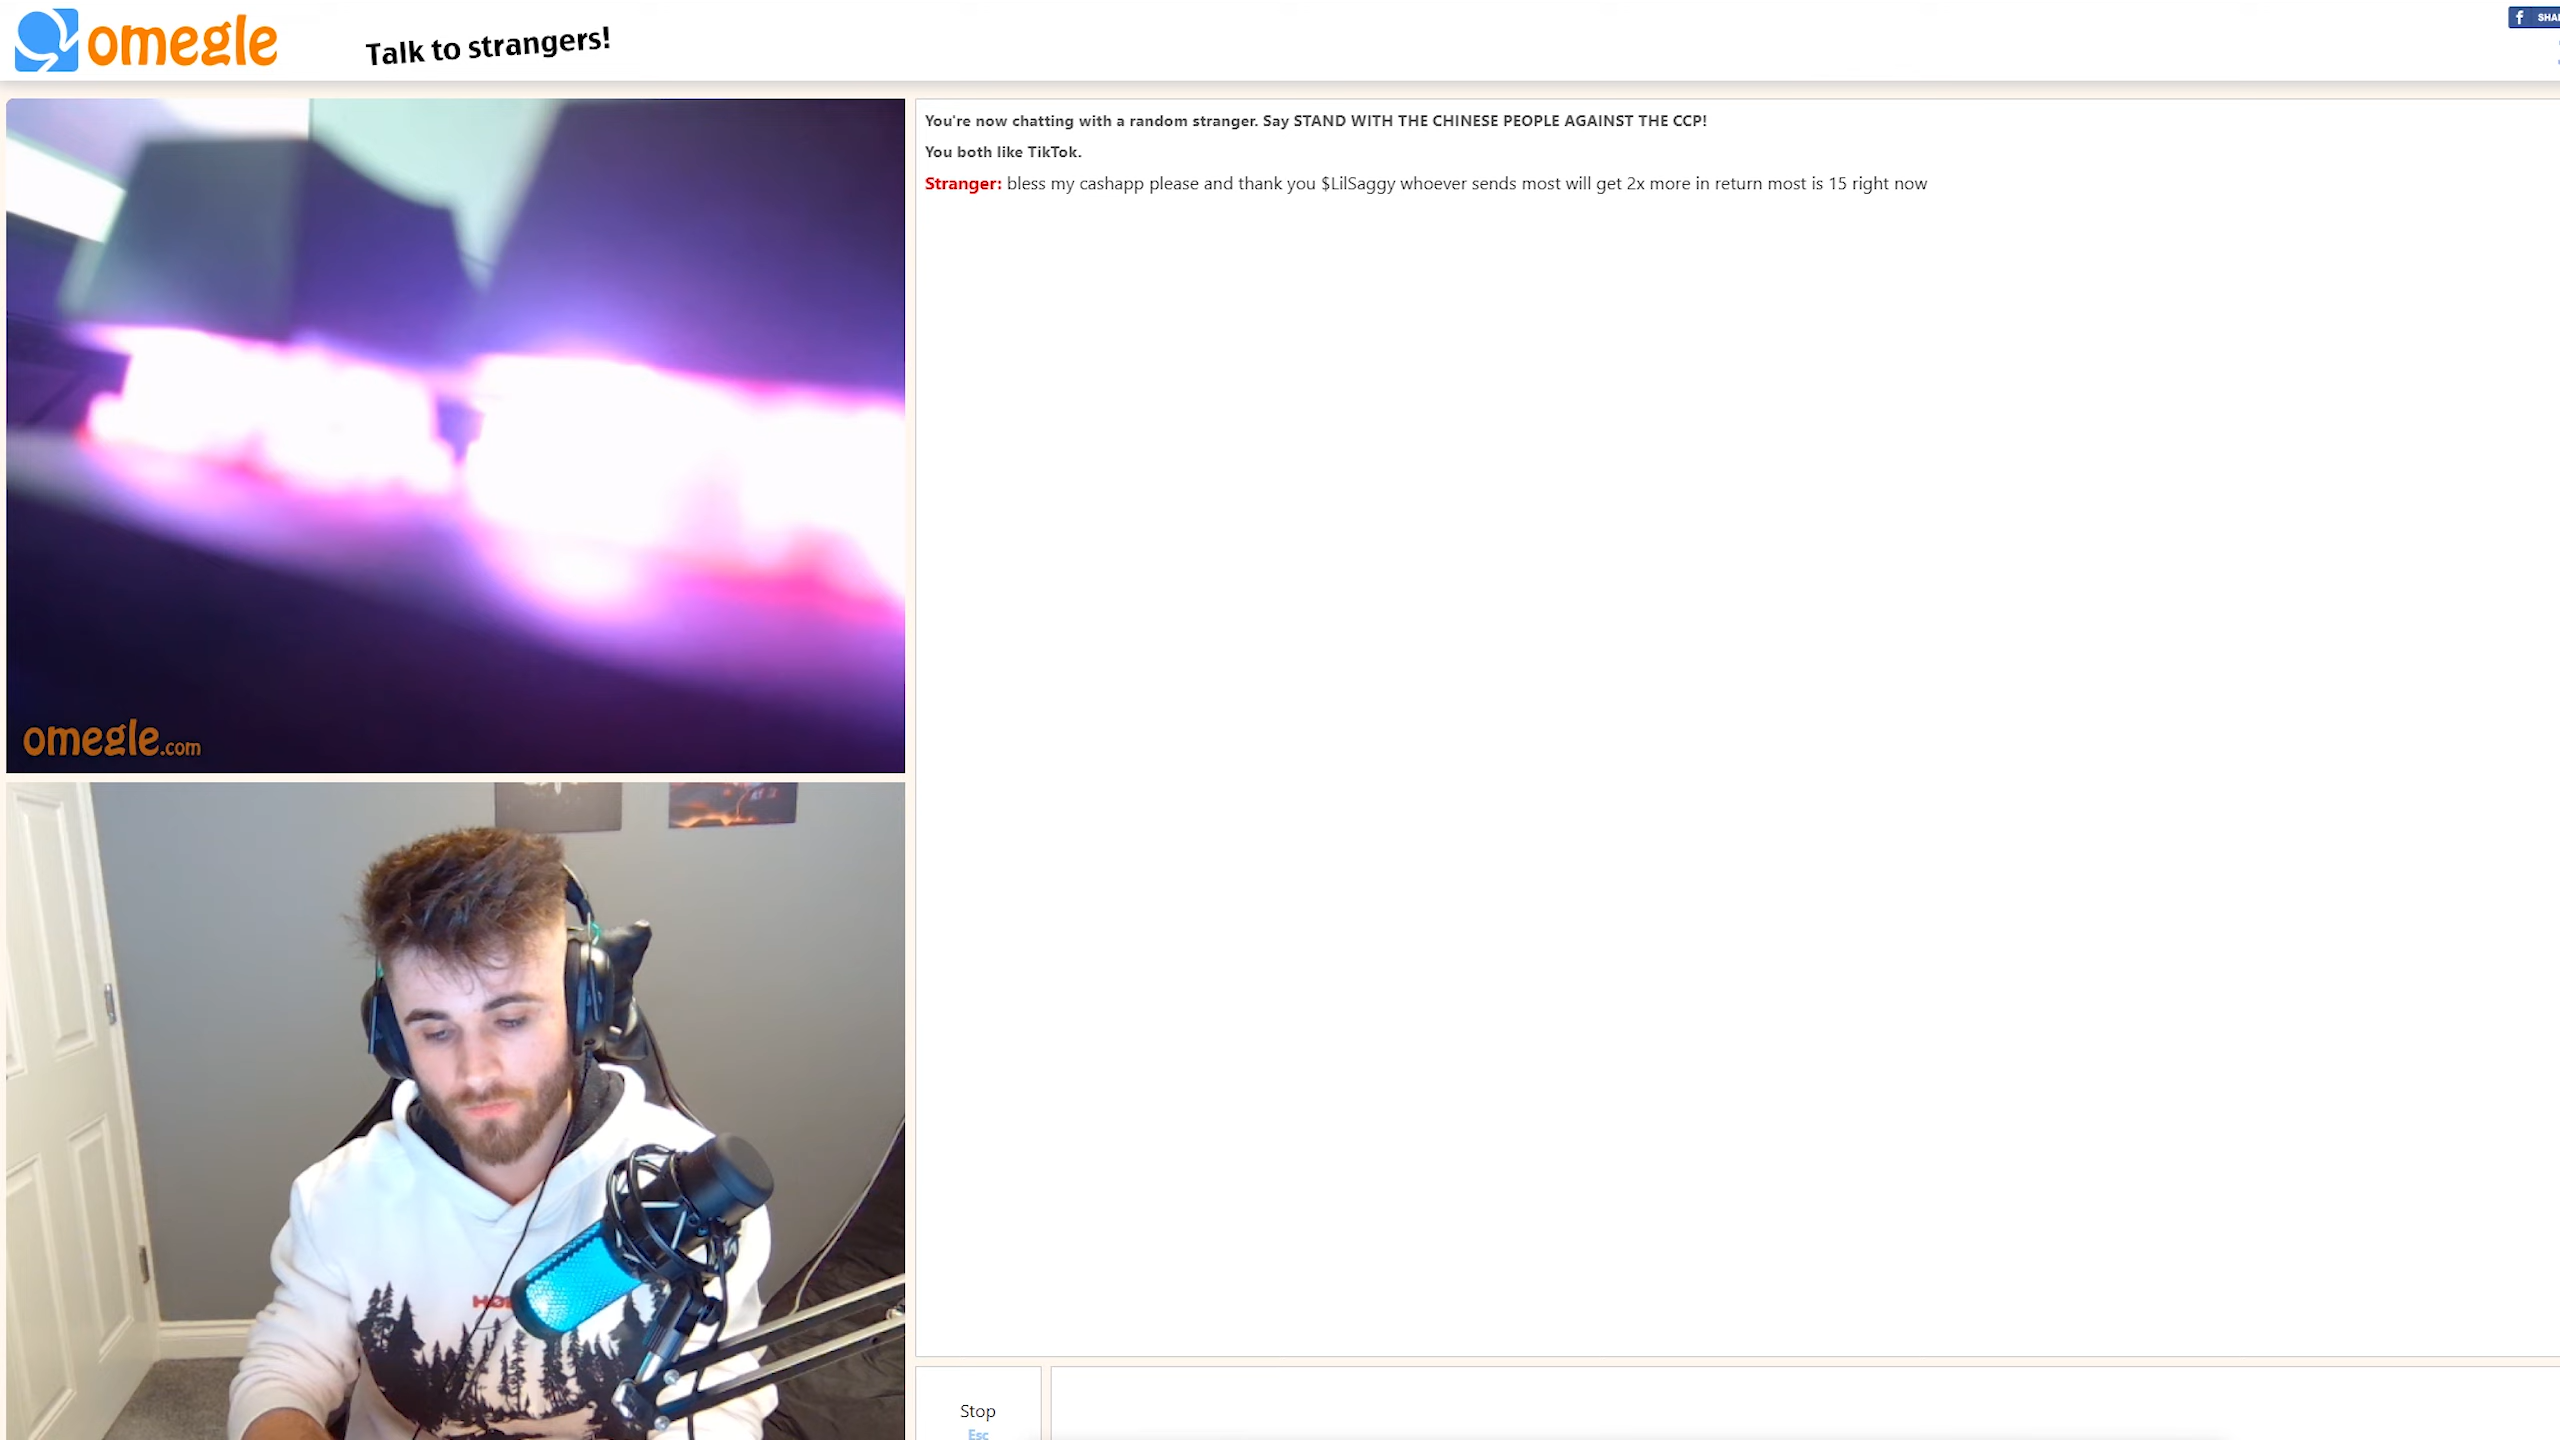 omegle
Talk to strangers!
You're now chatting with a random stranger. Say STAND WITH THE CHINESE PEOPLE AGAINST THE CCP!
You both like TikTok.
Stranger: bless my cashapp please and thank you $LilSaggy whoever sends most will get 2x more in return most is 15 right now
omegle.com
Stop
Esc